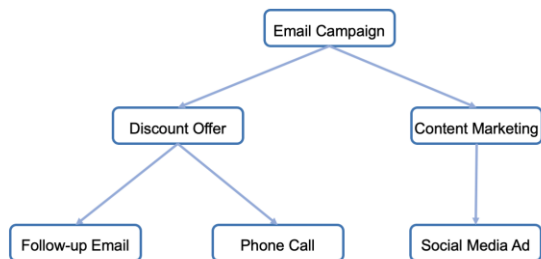 Email Campaign
Discount Offer
Content Marketing
Follow-up Email
Phone Call
Social Media Ad